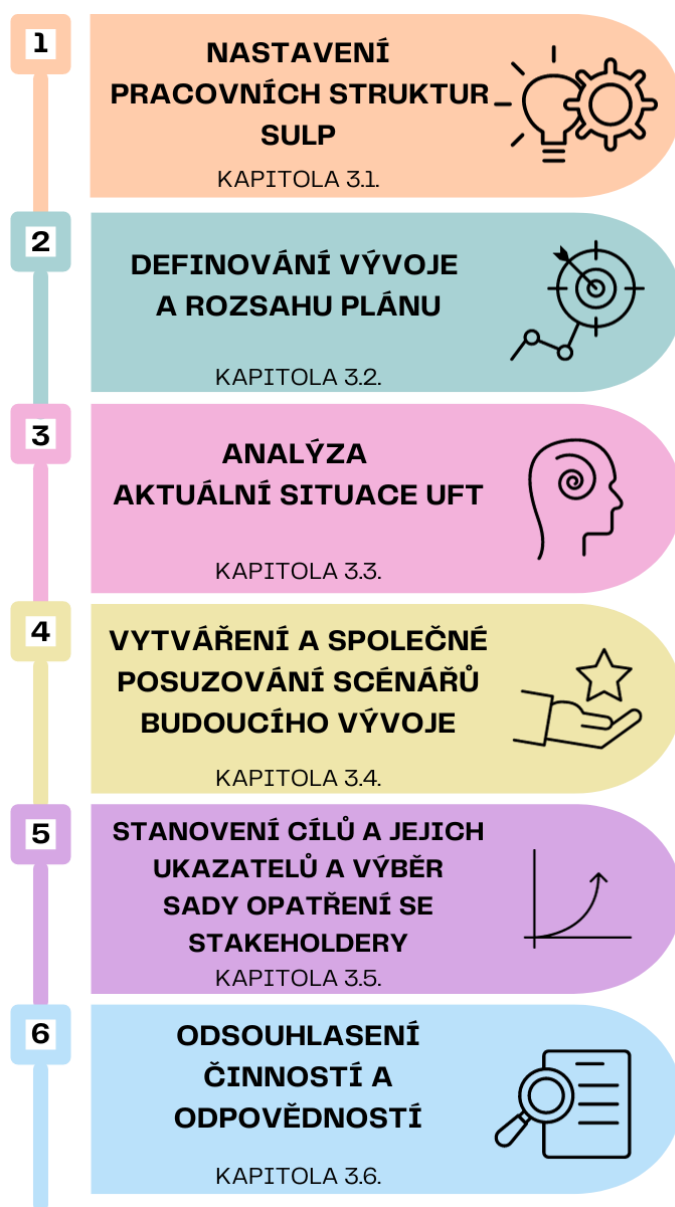 1
NASTAVENÍ
PRACOVNÍCH STRUKTUR
SULP
KAPITOLA 3.1.
2
DEFINOVÁNÍ VÝVOJE
A ROZSAHU PLÁNU
KAPITOLA 3.2.
3
ANALÝZA
AKTUÁLNÍ SITUACE UFT
KAPITOLA 3.3.
4
VYTVÁŘENÍ A SPOLEČNÉ
POSUZOVÁNÍ SCÉNÁŘŮ
BUDOUCÍHO VÝVOJE
KAPITOLA 3.4.
5
STANOVENÍ CÍLŮ A JEJICH
UKAZATELŮ A VÝBĚR
SADY OPATŘENÍ SE
STAKEHOLDERY
KAPITOLA 3.5.
6
ODSOUHLASENÍ
ČINNOSTÍ A
ODPOVĚDNOSTÍ
KAPITOLA 3.6.